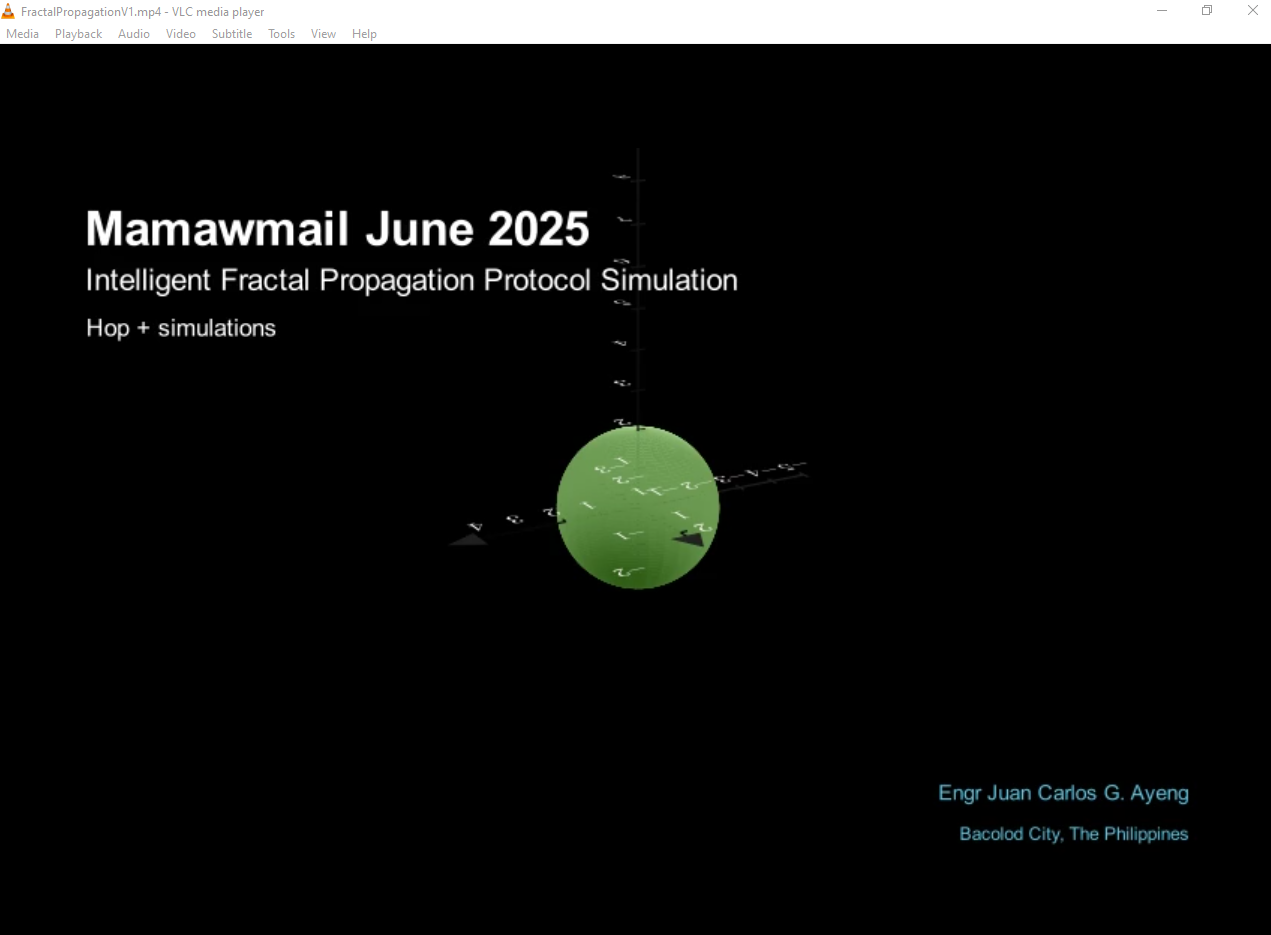 FractalPropagationV1.mp4 - VLC media player
Media Playback Audio Video Subtitle Tools View Help
Mamawmail June 2025
Intelligent Fractal Propagation Protocol Simulation
Hop + simulations
Engr Juan Carlos G. Ayeng
Bacolod City, The Philippines